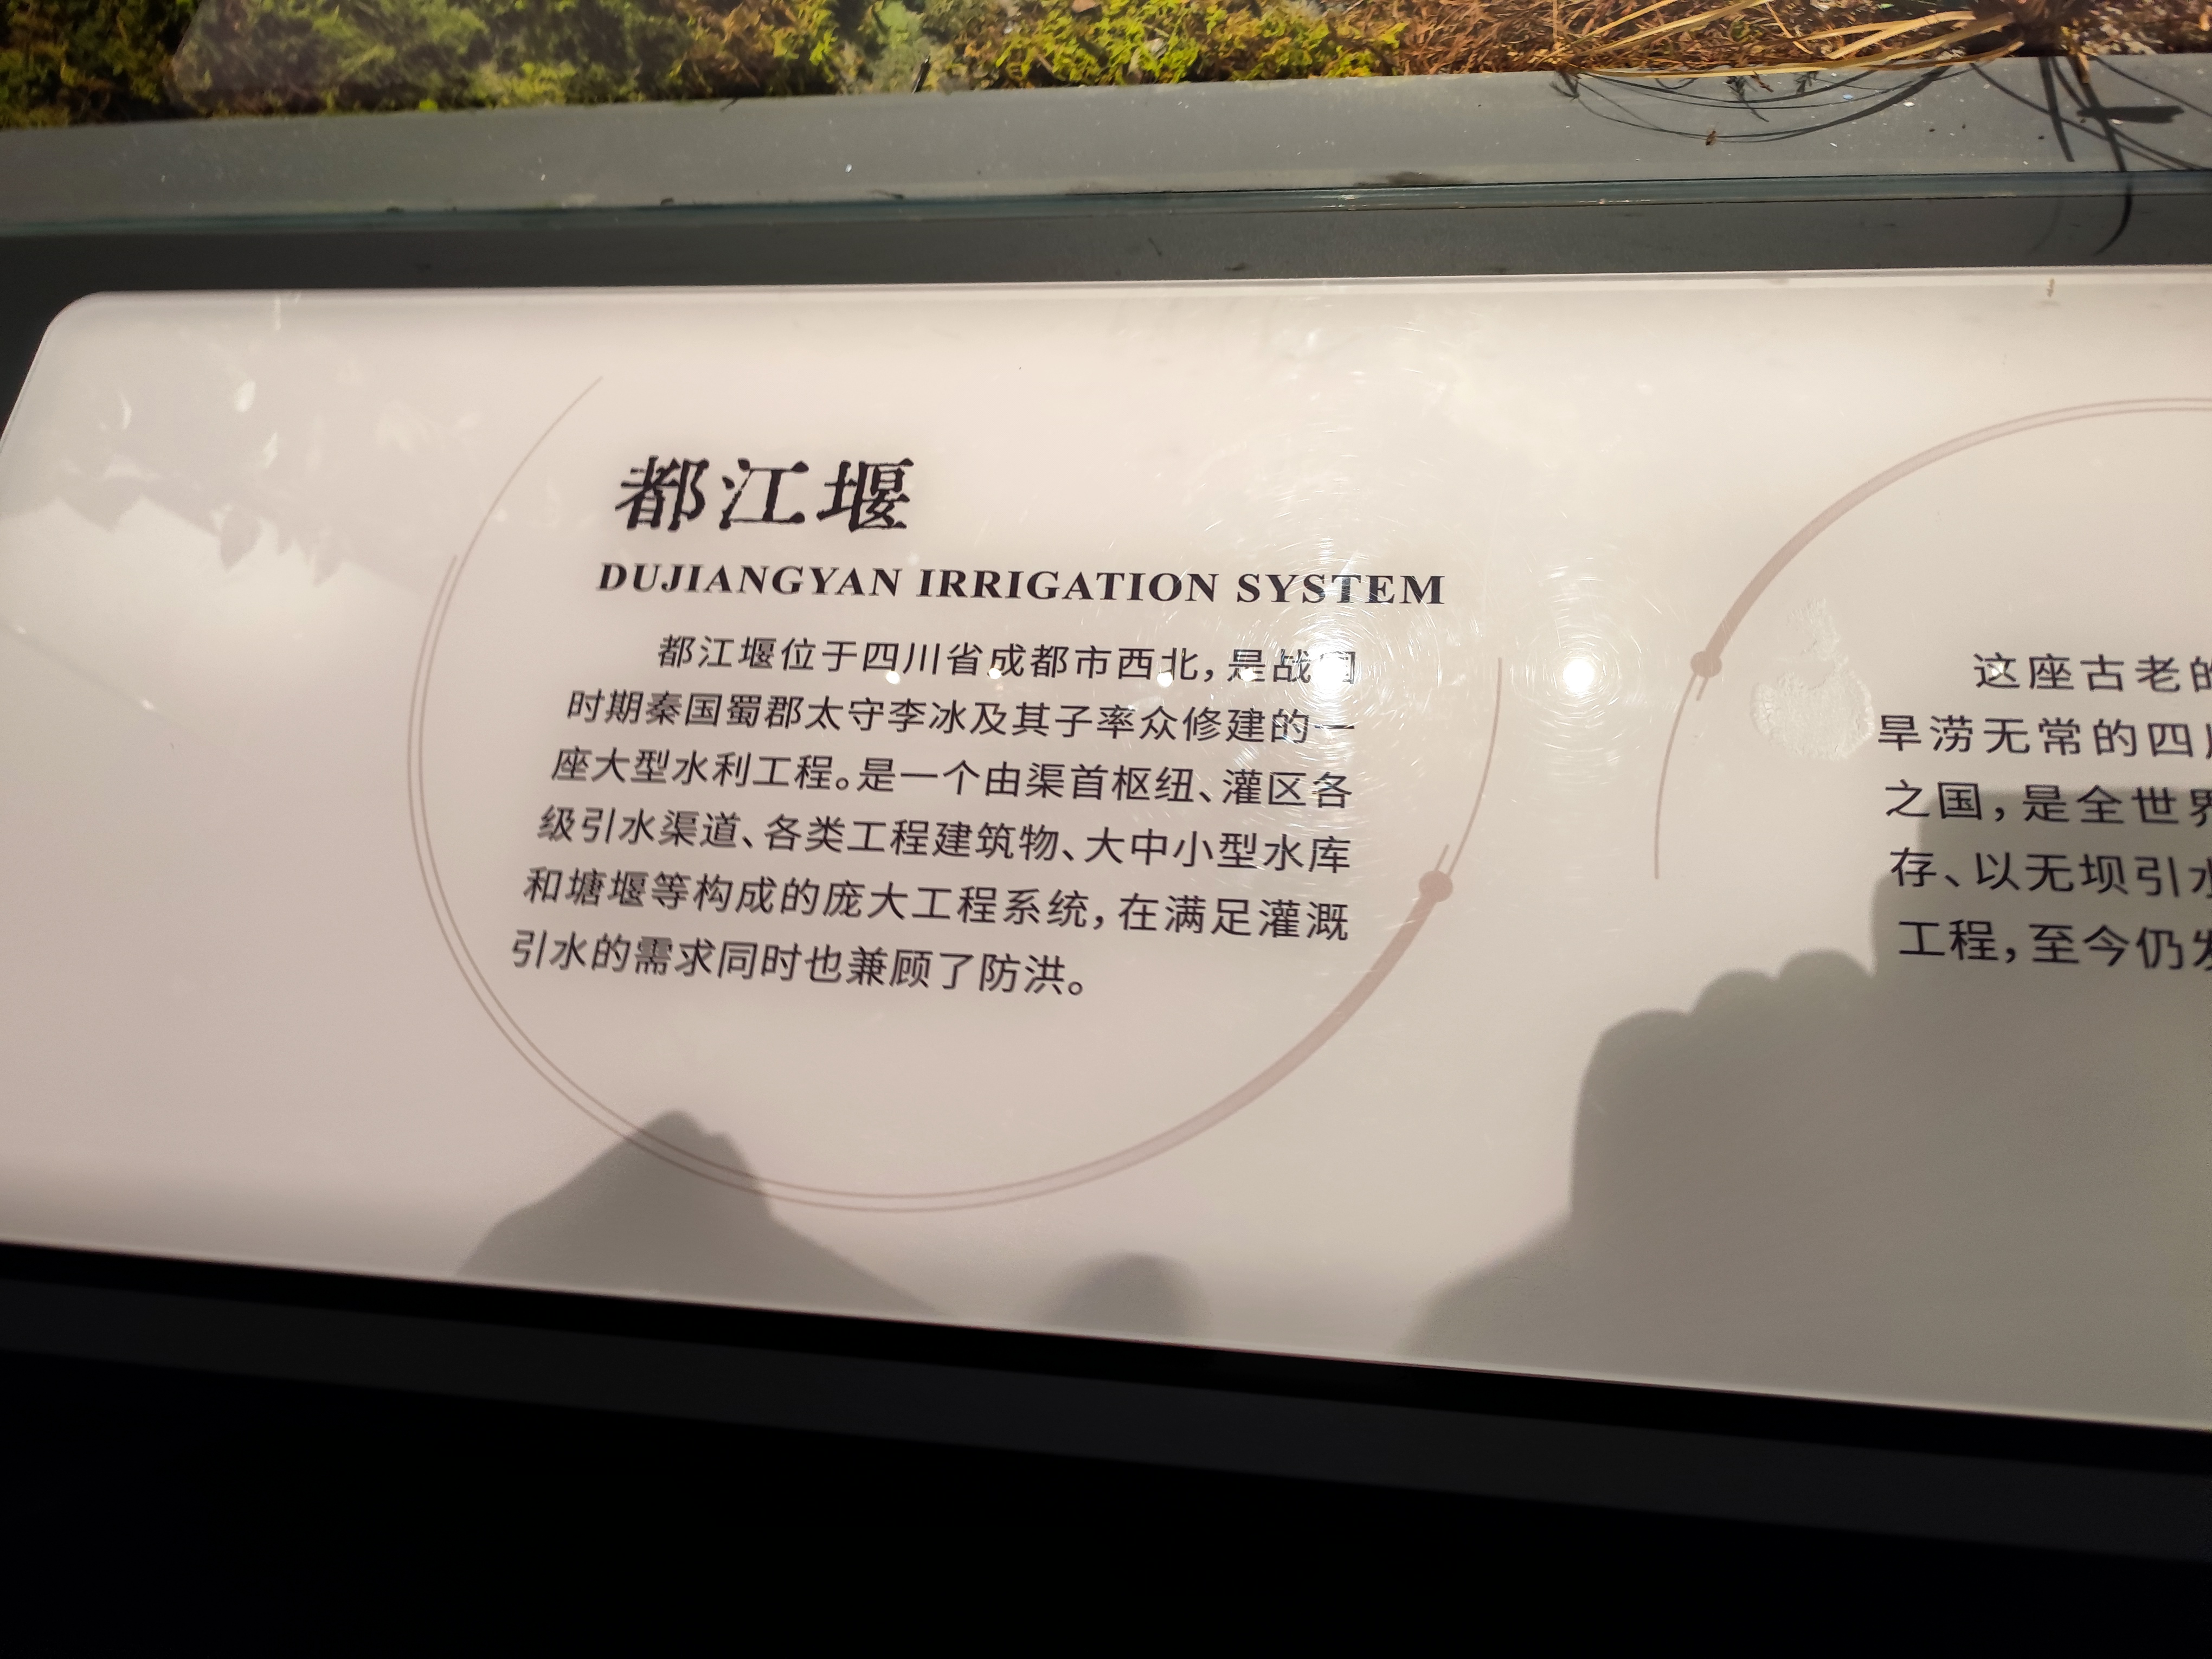 都江堰
DUJIANGYAN IRRIGATION SYSTEM
都江堰位于四川省成都市西北，是战国
时期秦国蜀郡太守李冰及其子率众修建的一
座大型水利工程。是一个由渠首枢纽、灌区各
级引水渠道、各类工程建筑物、大中小型水库
和塘堰等构成的庞大工程系统，在满足灌溉
引水的需求同时也兼顾了防洪。
这座古老的
旱涝无常的四
之国，是全世界
存、以无坝引水
工程，至今仍发